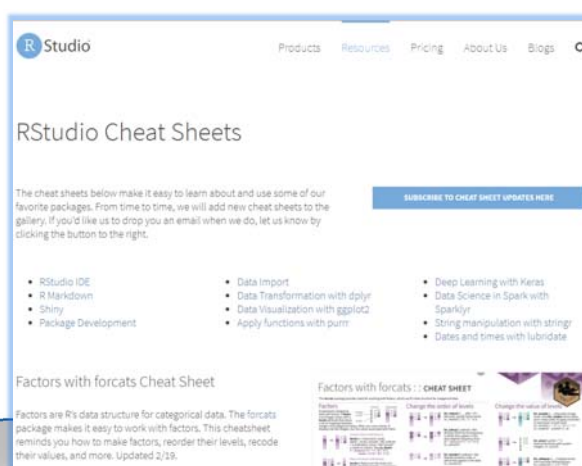 R Studio
Products Resources Pricing About Us Blogs
RStudio Cheat Sheets
The cheat sheets below make it easy to learn about and use some of our
favorite packages. From time to time, we will add new cheat sheets to the
gallery. If you'd like us to drop you an email when we do, let us know by
clicking the button to the right.
SUBSCRIBE TO CHEAT SHEET UPDATES HERE
• RStudio IDE
• R Markdown
• Shiny
• Package Development
• Data Import
• Data Transformation with dplyr
• Data Visualization with ggplot2
• Apply functions with purrr
• Deep Learning with Keras
• Data Science in Spark with
Sparklyr
• String manipulation with stringr
• Dates and times with lubridate
Factors with forcats Cheat Sheet
Factors are R's data structure for categorical data. The forcats
package makes it easy to work with factors. This cheatsheet
reminds you how to make factors, reorder their levels, recode
their values, and more. Updated 2/19.
Factors with forcats : : CHEAT SHEET
Factors
Change the order of levels
Change the value of levels